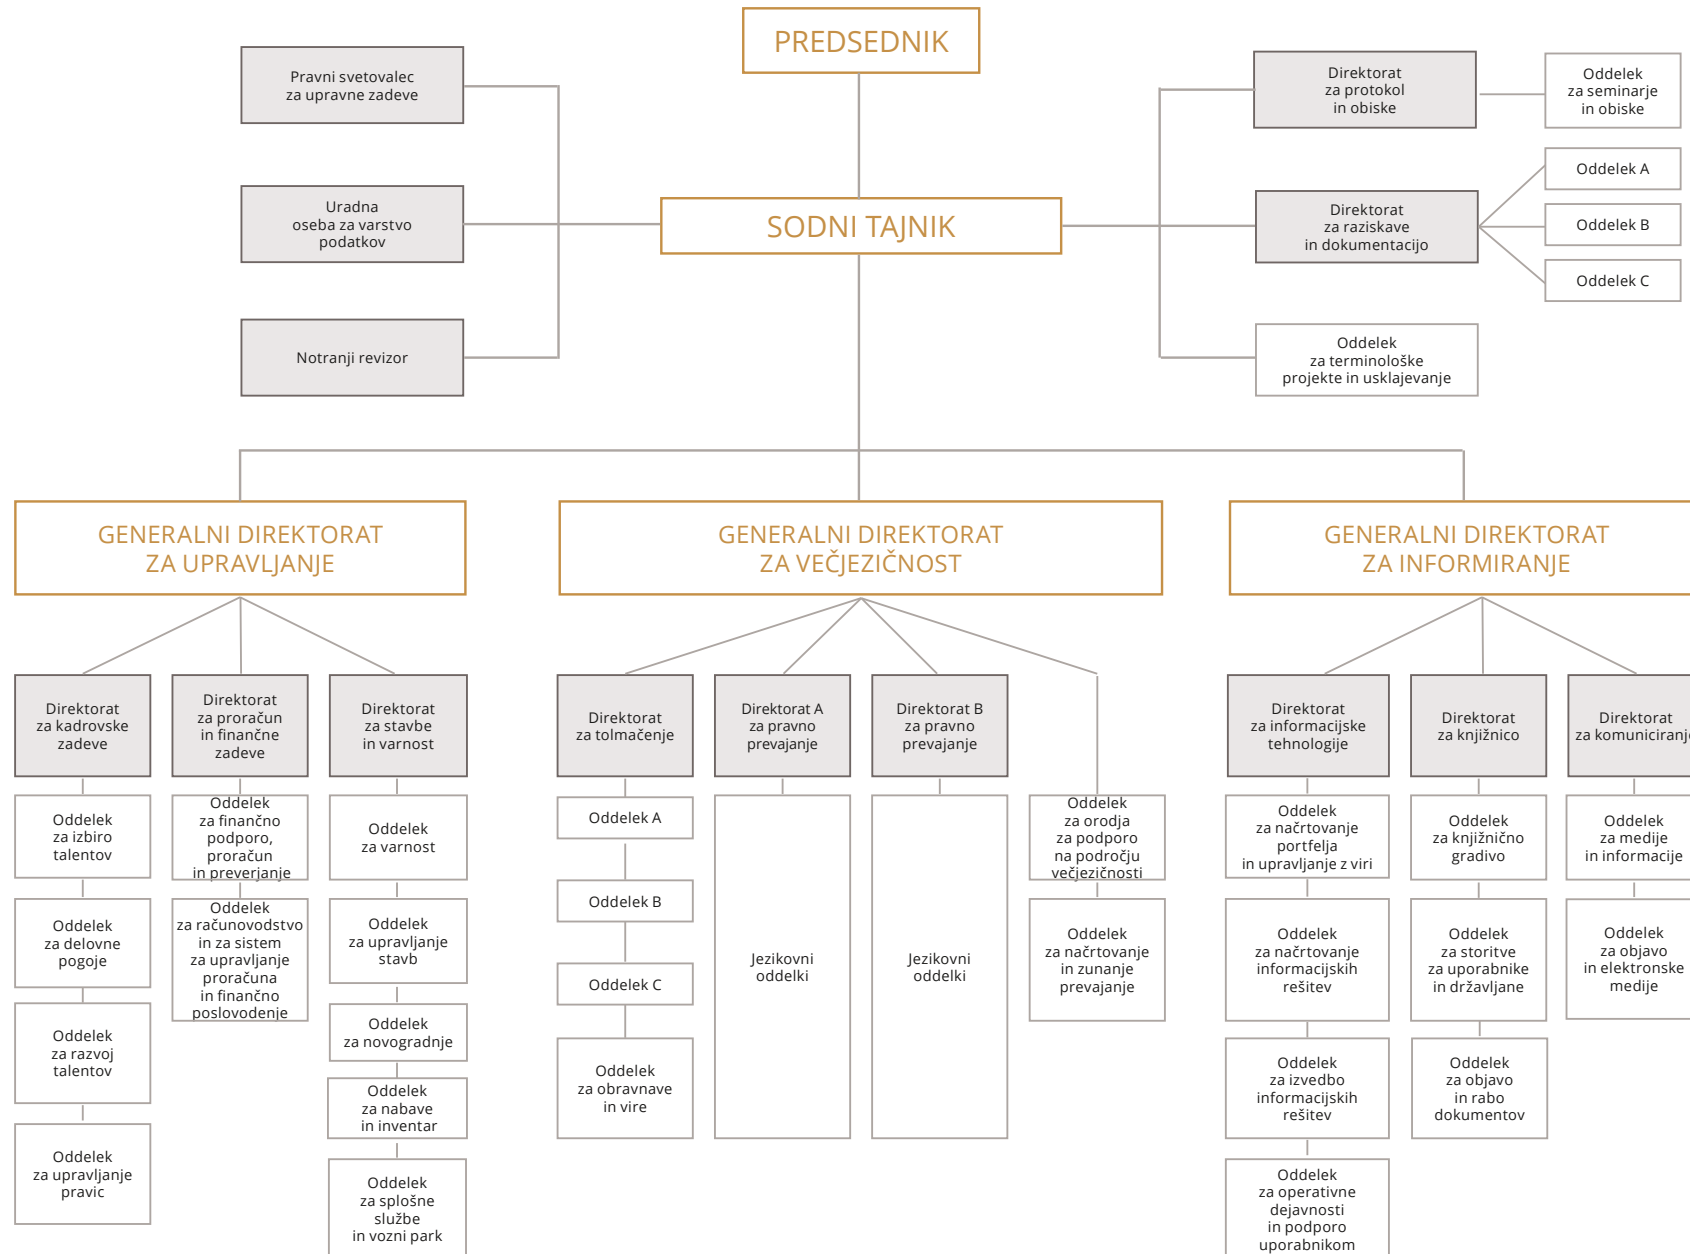 PREDSEDNIK
Pravni svetovalec
za upravne zadeve
Direktorat
za protokol
in obiske
Oddelek
za seminarje
in obiske
Uradna
oseba za varstvo
podatkov
SODNI TAJNIK
Direktorat
za raziskave
in dokumentacijo
Oddelek A
Oddelek B
Oddelek C
Notranji revizor
Oddelek
za terminološke
projekte in usklajevanje
GENERALNI DIREKTORAT
ZA UPRAVLJANJE
GENERALNI DIREKTORAT
ZA VEČJEZIČNOST
GENERALNI DIREKTORAT
ZA INFORMIRANJE
Direktorat
za kadrovske
zadeve
Oddelek
za izbiro
talentov
Oddelek
za delovne
pogoje
Oddelek
za razvoj
talentov
Oddelek
za upravljanje
pravic
Direktorat
za proračun
in finančne
zadeve
Oddelek
za finančno
podporo,
proračun
in preverjanje
Oddelek
za računovodstvo
in za sistem
za upravljanje
proračuna
in finančno
poslovodenje
Direktorat
za stavbe
in varnost
Oddelek
za varnost
Oddelek
za upravljanje
stavb
Oddelek
za novogradnje
Oddelek
za nabave
in inventar
Oddelek
za splošne
službe
in vozni park
Direktorat
za tolmačenje
Oddelek A
Oddelek B
Oddelek C
Oddelek
za obravnave
in vire
Direktorat A
za pravno
prevajanje
Jezikovni
oddelki
Direktorat B
za pravno
prevajanje
Jezikovni
oddelki
Oddelek
za orodja
za podporo
na področju
večjezičnosti
Oddelek
za načrtovanje
in zunanje
prevajanje
Direktorat
za informacijske
tehnologije
Oddelek
za načrtovanje
portfelja
in upravljanje z viri
Oddelek
za načrtovanje
informacijskih
rešitev
Oddelek
za izvedbo
informacijskih
rešitev
Oddelek
za operativne
dejavnosti
in podporo
uporabnikom
Direktorat
za knjižnico
Oddelek
za knjižnično
gradivo
Oddelek
za storitve
za uporabnike
in državljane
Oddelek
za objavo
in rabo
dokumentov
Direktorat
za komuniciranje
Oddelek
za medije
in informacije
Oddelek
za objavo
in elektronske
medije